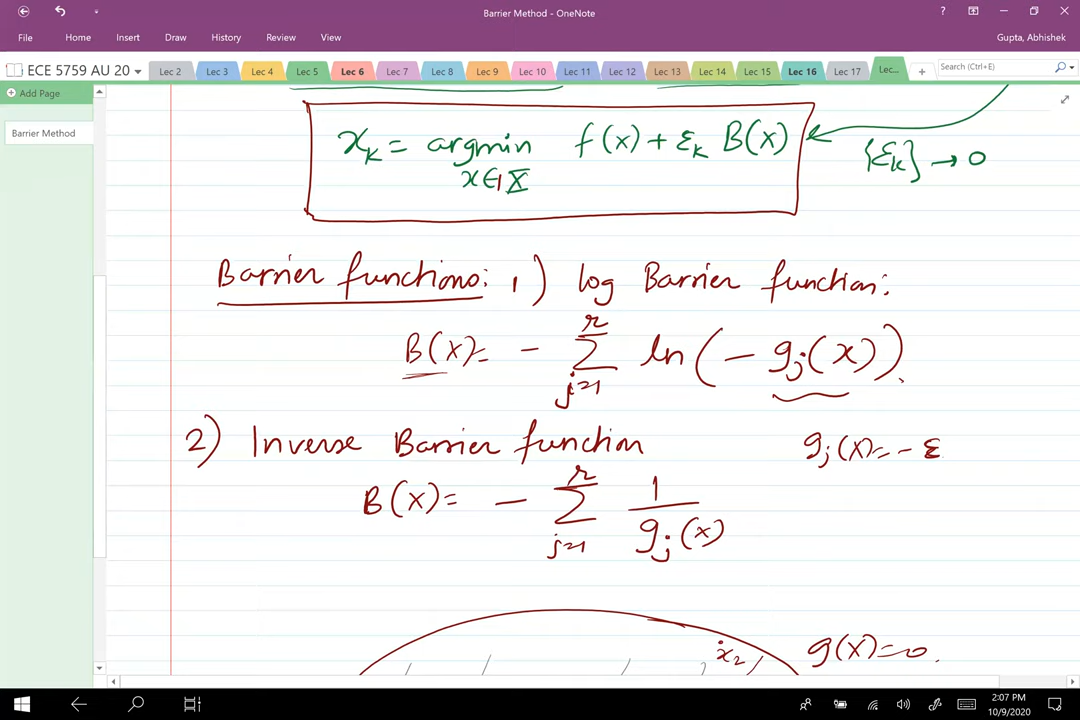 Barrier Method - OneNote
?
File Home Insert Draw History Review View
Gupta, Abhishek
ECE 5759 AU 20
Lec 2 Lec 3 Lec 4 Lec 5 Lec 6 Lec 7 Lec 8 Lec 9 Lec 10 Lec 11 Lec 12 Lec 13 Lec 14 Lec 15 Lec 16 Lec 17 Lec...
Search (Ctrl+E)
Add Page
Barrier Method
x_k = argmin f(x) + ε_k B(x)
x∈X
{ε_k} → 0
Barrier functions: 1) log Barrier function:
B(x) = - Σ_{j=1}^{r} ln(-g_j(x)).
2) Inverse Barrier function
g_j(x) = -ε
B(x) = - Σ_{j=1}^{r} 1/g_j(x)
x_2
g(x)=0.
2:07 PM
10/9/2020